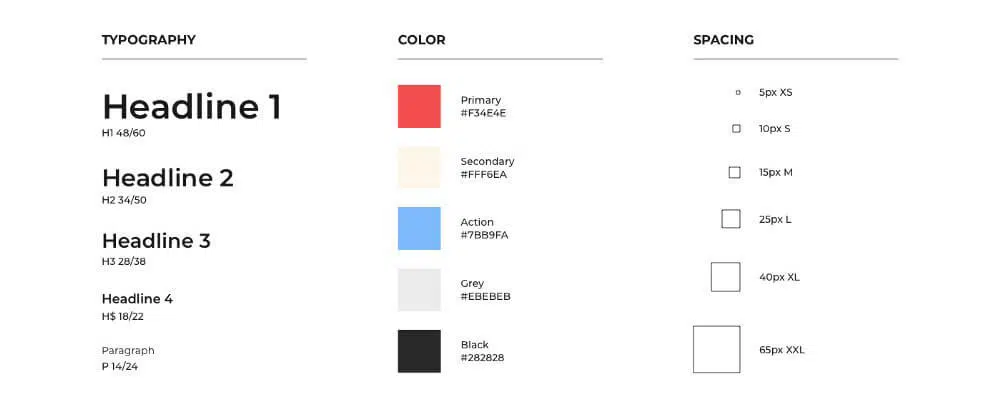 TYPOGRAPHY
Headline 1
H1 48/60
Headline 2
H2 34/50
Headline 3
H3 28/38
Headline 4
H$ 18/22
Paragraph
P 14/24
COLOR
Primary
#F34E4E
Secondary
#FFF6EA
Action
#7BB9FA
Grey
#EBEBEB
Black
#282828
SPACING
5px XS
10px S
15px M
25px L
40px XL
65px XXL